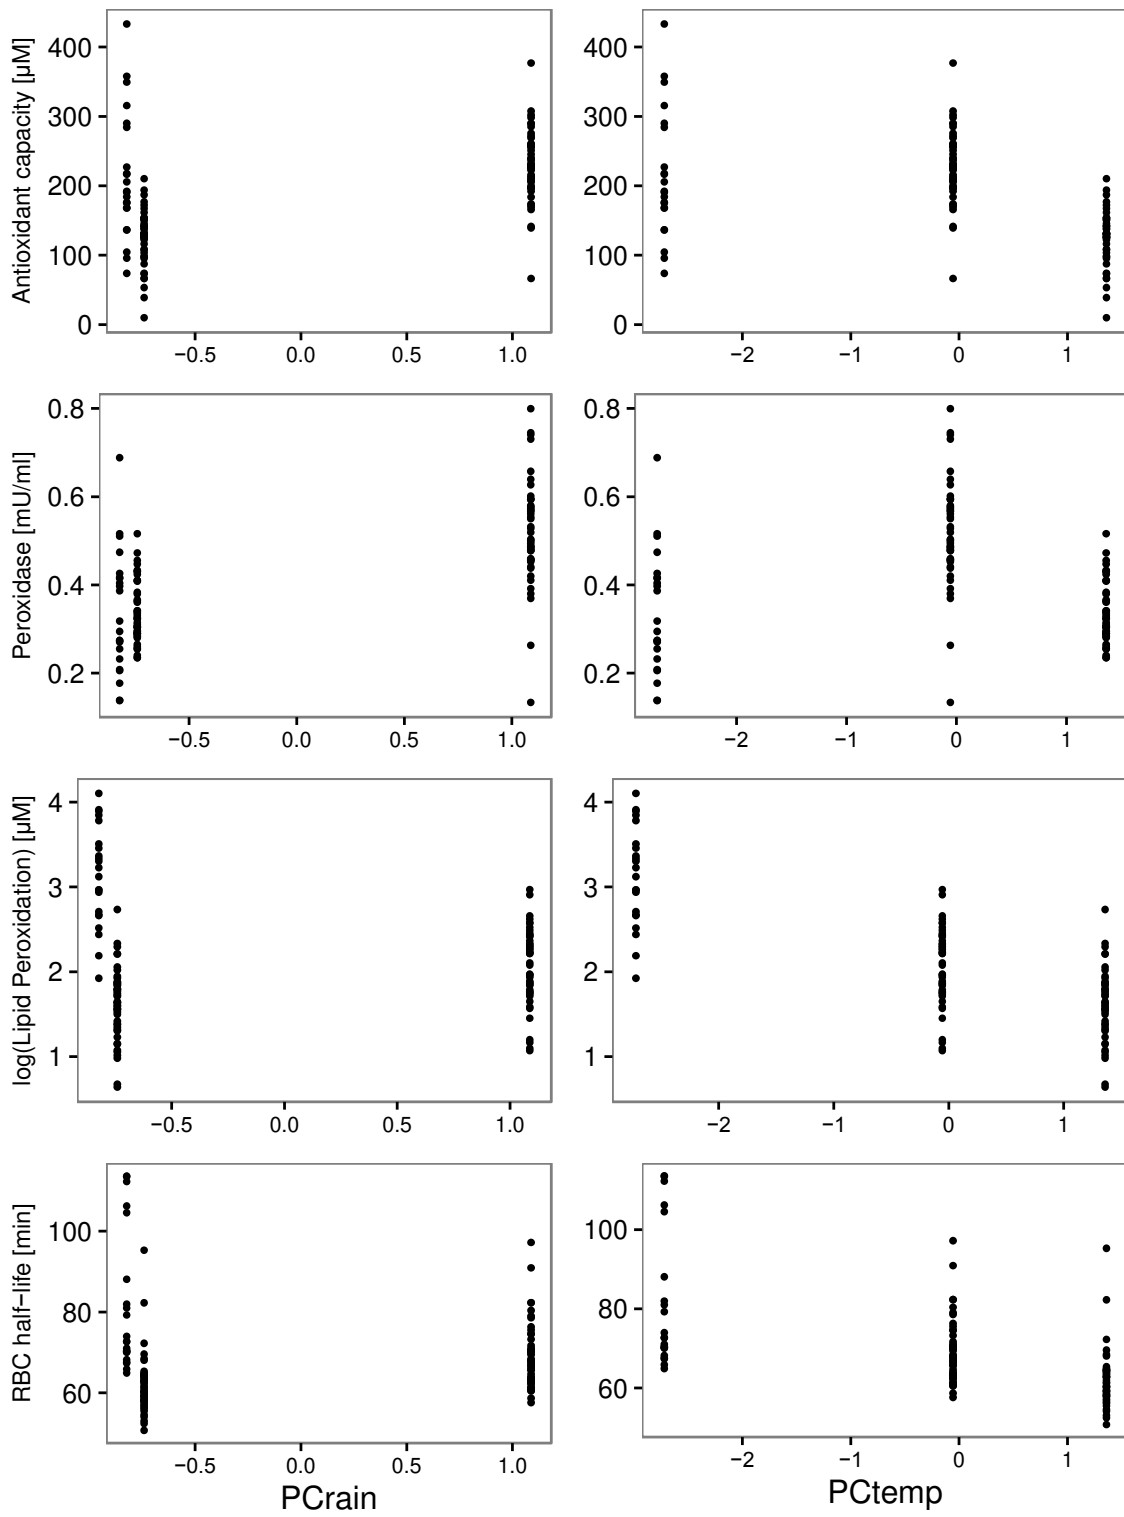 Antioxidant capacity [µM]
400
300
200
100
0
−0.5 0.0 0.5 1.0
−2 −1 0 1
400
300
200
100
0
Peroxidase [mU/ml]
0.8
0.6
0.4
0.2
−0.5 0.0 0.5 1.0
0.8
0.6
0.4
0.2
−2 −1 0 1
log(Lipid Peroxidation) [µM]
4
3
2
1
−0.5 0.0 0.5 1.0
4
3
2
1
−2 −1 0 1
RBC half−life [min]
100
80
60
−0.5 0.0 0.5 1.0
PCrain
100
80
60
−2 −1 0 1
PCtemp